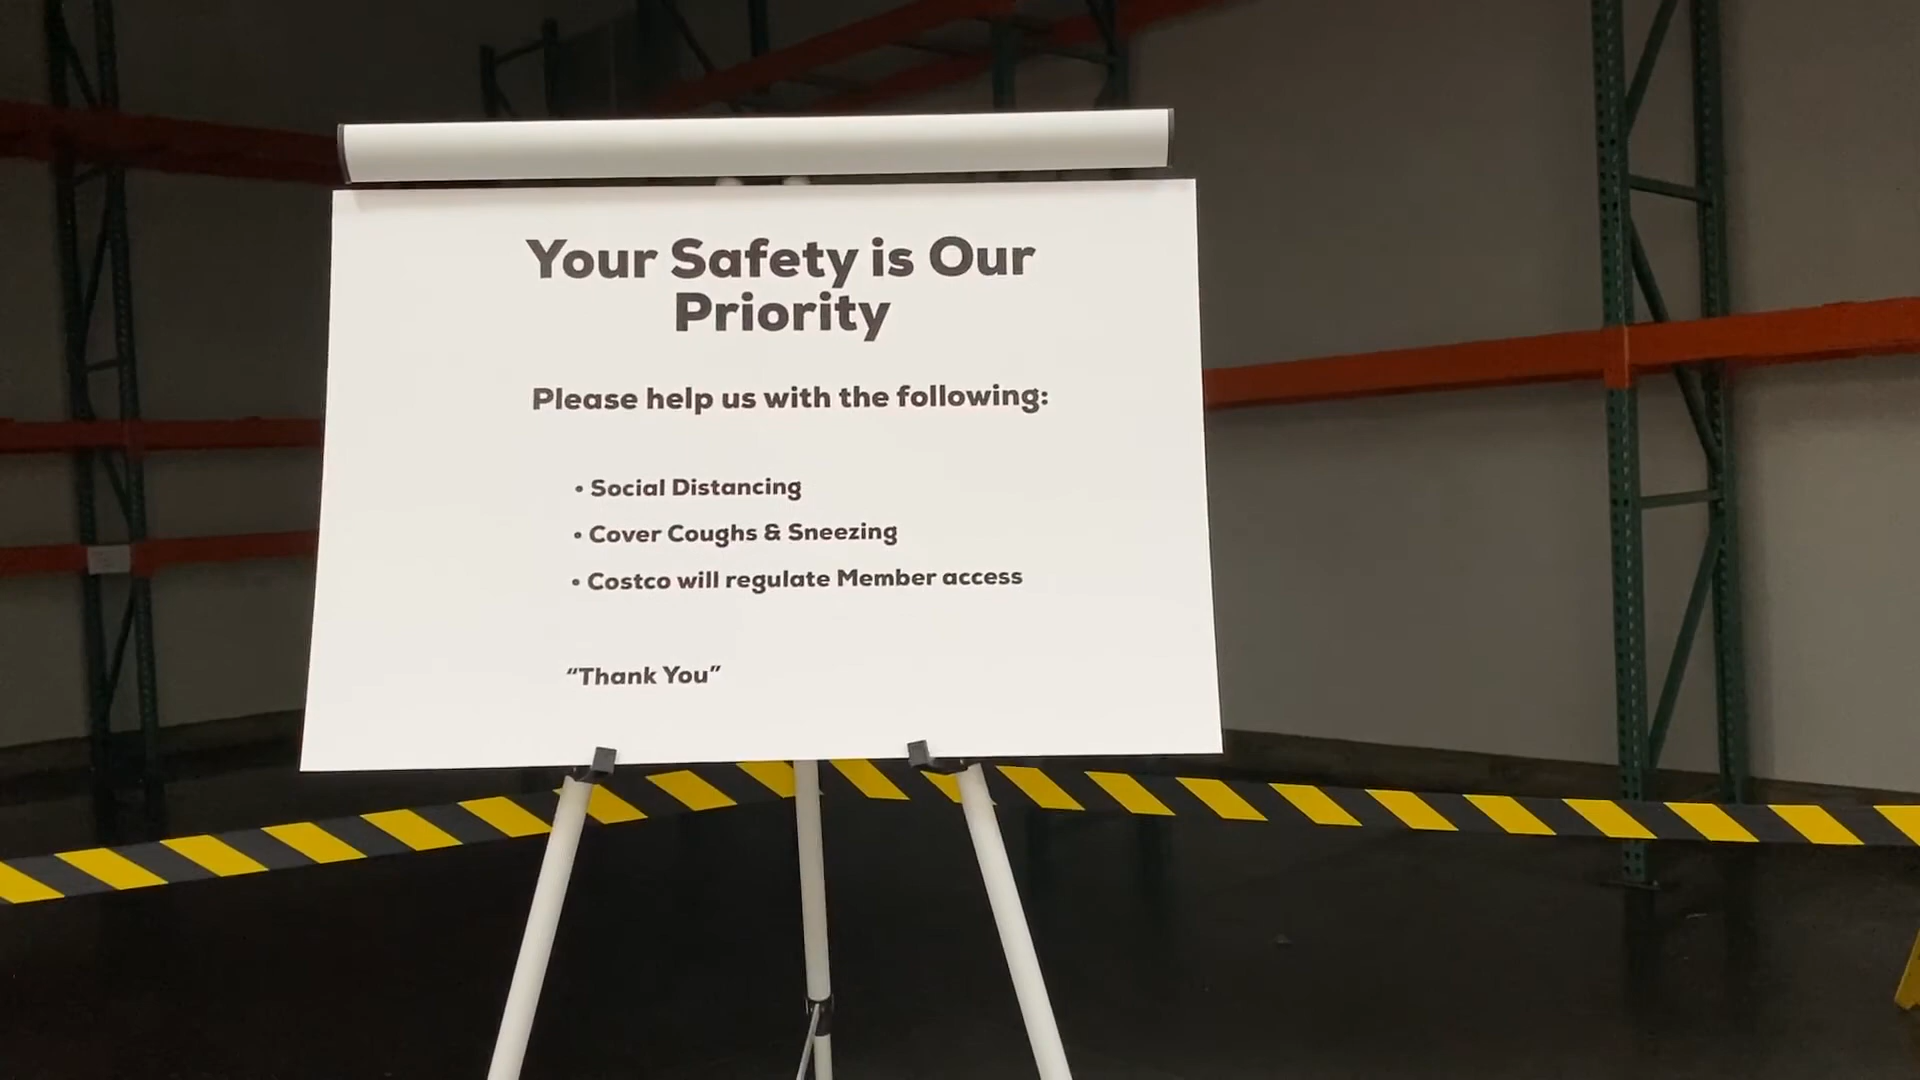 Your Safety is Our
Priority
Please help us with the following:
• Social Distancing
• Cover Coughs & Sneezing
• Costco will regulate Member access
“Thank You”